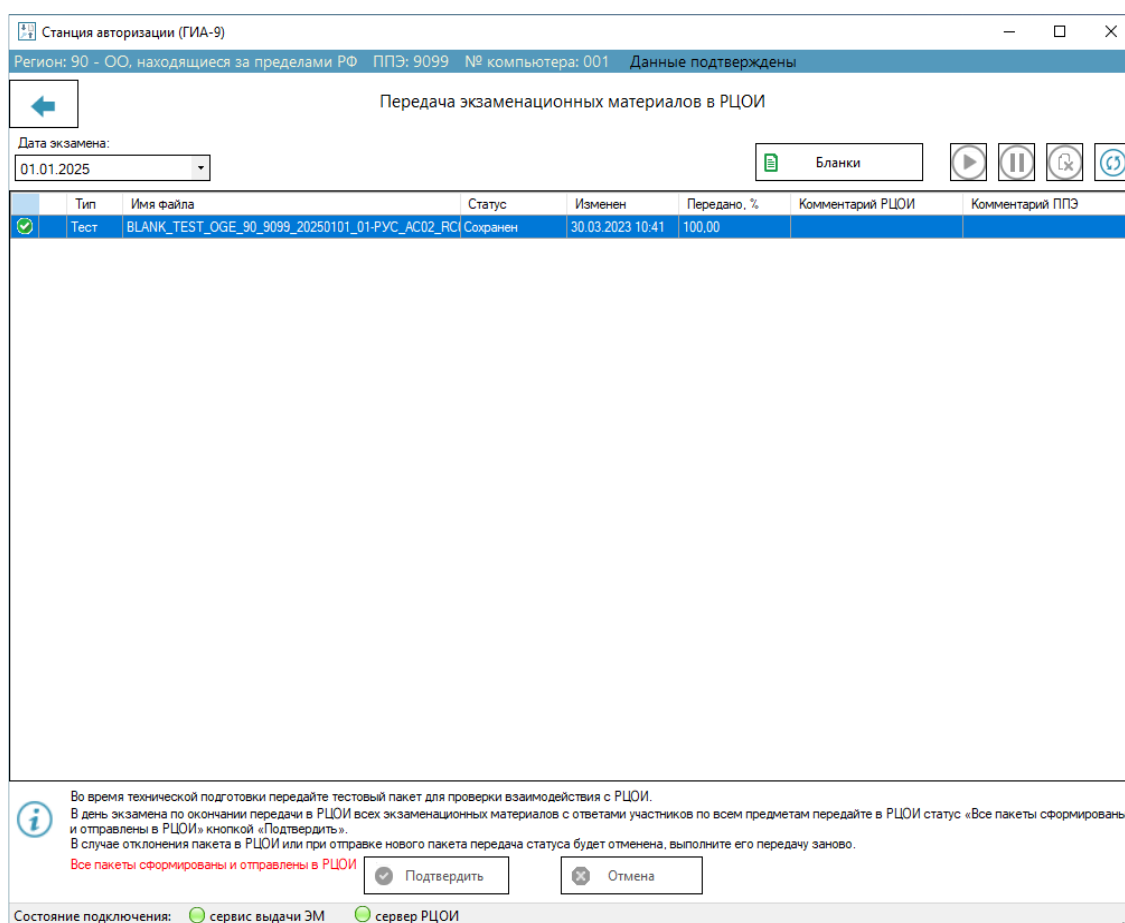 Станция авторизации (ГИА-9)
Регион: 90 - ОО, находящиеся за пределами РФ ППЭ: 9099 № компьютера: 001 Данные подтверждены
Передача экзаменационных материалов в РЦОИ
Дата экзамена:
01.01.2025
Бланки
Тип Имя файла Статус Изменен Передано, % Комментарий РЦОИ Комментарий ППЭ
Тест BLANK_TEST_OGE_90_9099_20250101_01-РУС_AC02_RC Сохранен 30.03.2023 10:41 100,00
Во время технической подготовки передайте тестовый пакет для проверки взаимодействия с РЦОИ.
В день экзамена по окончании передачи в РЦОИ всех экзаменационных материалов с ответами участников по всем предметам передайте в РЦОИ статус «Все пакеты сформированы
и отправлены в РЦОИ» кнопкой «Подтвердить».
В случае отклонения пакета в РЦОИ или при отправке нового пакета передача статуса будет отменена, выполните его передачу заново.
Все пакеты сформированы и отправлены в РЦОИ Подтвердить Отмена
Состояние подключения: сервис выдачи ЭМ сервер РЦОИ